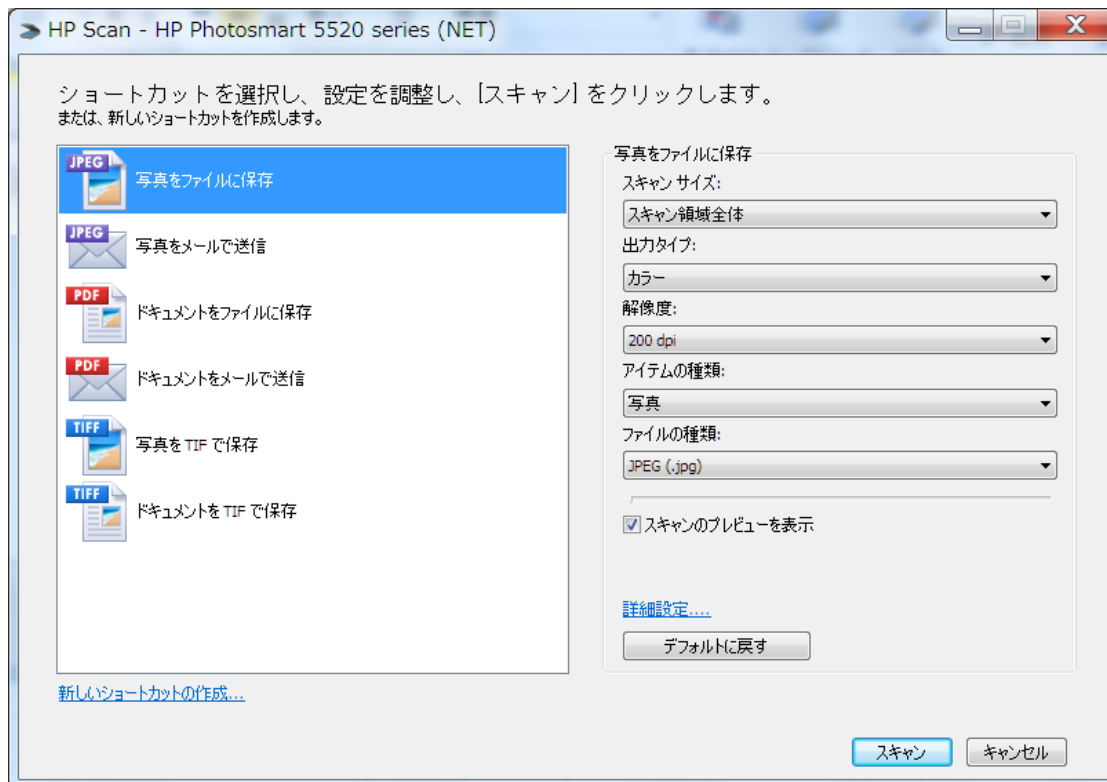 HP Scan - HP Photosmart 5520 series (NET)
ショートカットを選択し、設定を調整し、[スキャン] をクリックします。
または、新しいショートカットを作成します。
JPEG
写真をファイルに保存
JPEG
写真をメールで送信
PDF
ドキュメントをファイルに保存
PDF
ドキュメントをメールで送信
TIFF
写真を TIF で保存
TIFF
ドキュメントを TIF で保存
新しいショートカットの作成...
写真をファイルに保存
スキャン サイズ:
スキャン領域全体
出力タイプ:
カラー
解像度:
200 dpi
アイテムの種類:
写真
ファイルの種類:
JPEG (.jpg)
スキャンのプレビューを表示
詳細設定....
デフォルトに戻す
スキャン
キャンセル